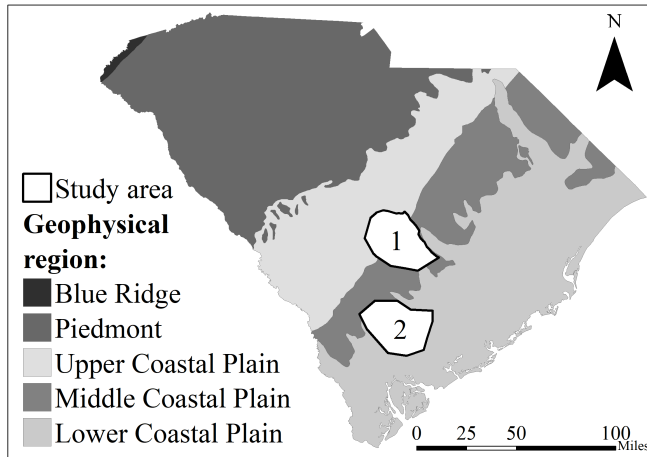 N
Study area
Geophysical
region:
Blue Ridge
Piedmont
Upper Coastal Plain
Middle Coastal Plain
Lower Coastal Plain
1
2
0 25 50 100
Miles